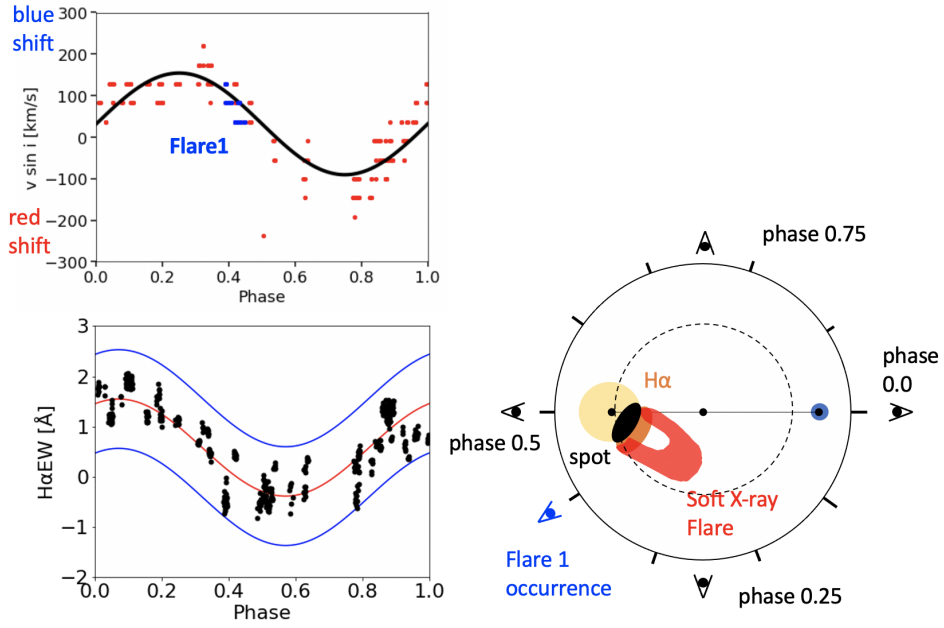 blue
shift
300
200
100
0
−100
−200
−300
v sin i [km/s]
red
shift
Flare1
0.0 0.2 0.4 0.6 0.8 1.0
Phase
3
2
1
0
−1
−2
HαEW [Å]
0.0 0.2 0.4 0.6 0.8 1.0
Phase
phase 0.75
phase
0.0
Hα
phase 0.5
spot
Soft X-ray
Flare
Flare 1
occurrence
phase 0.25